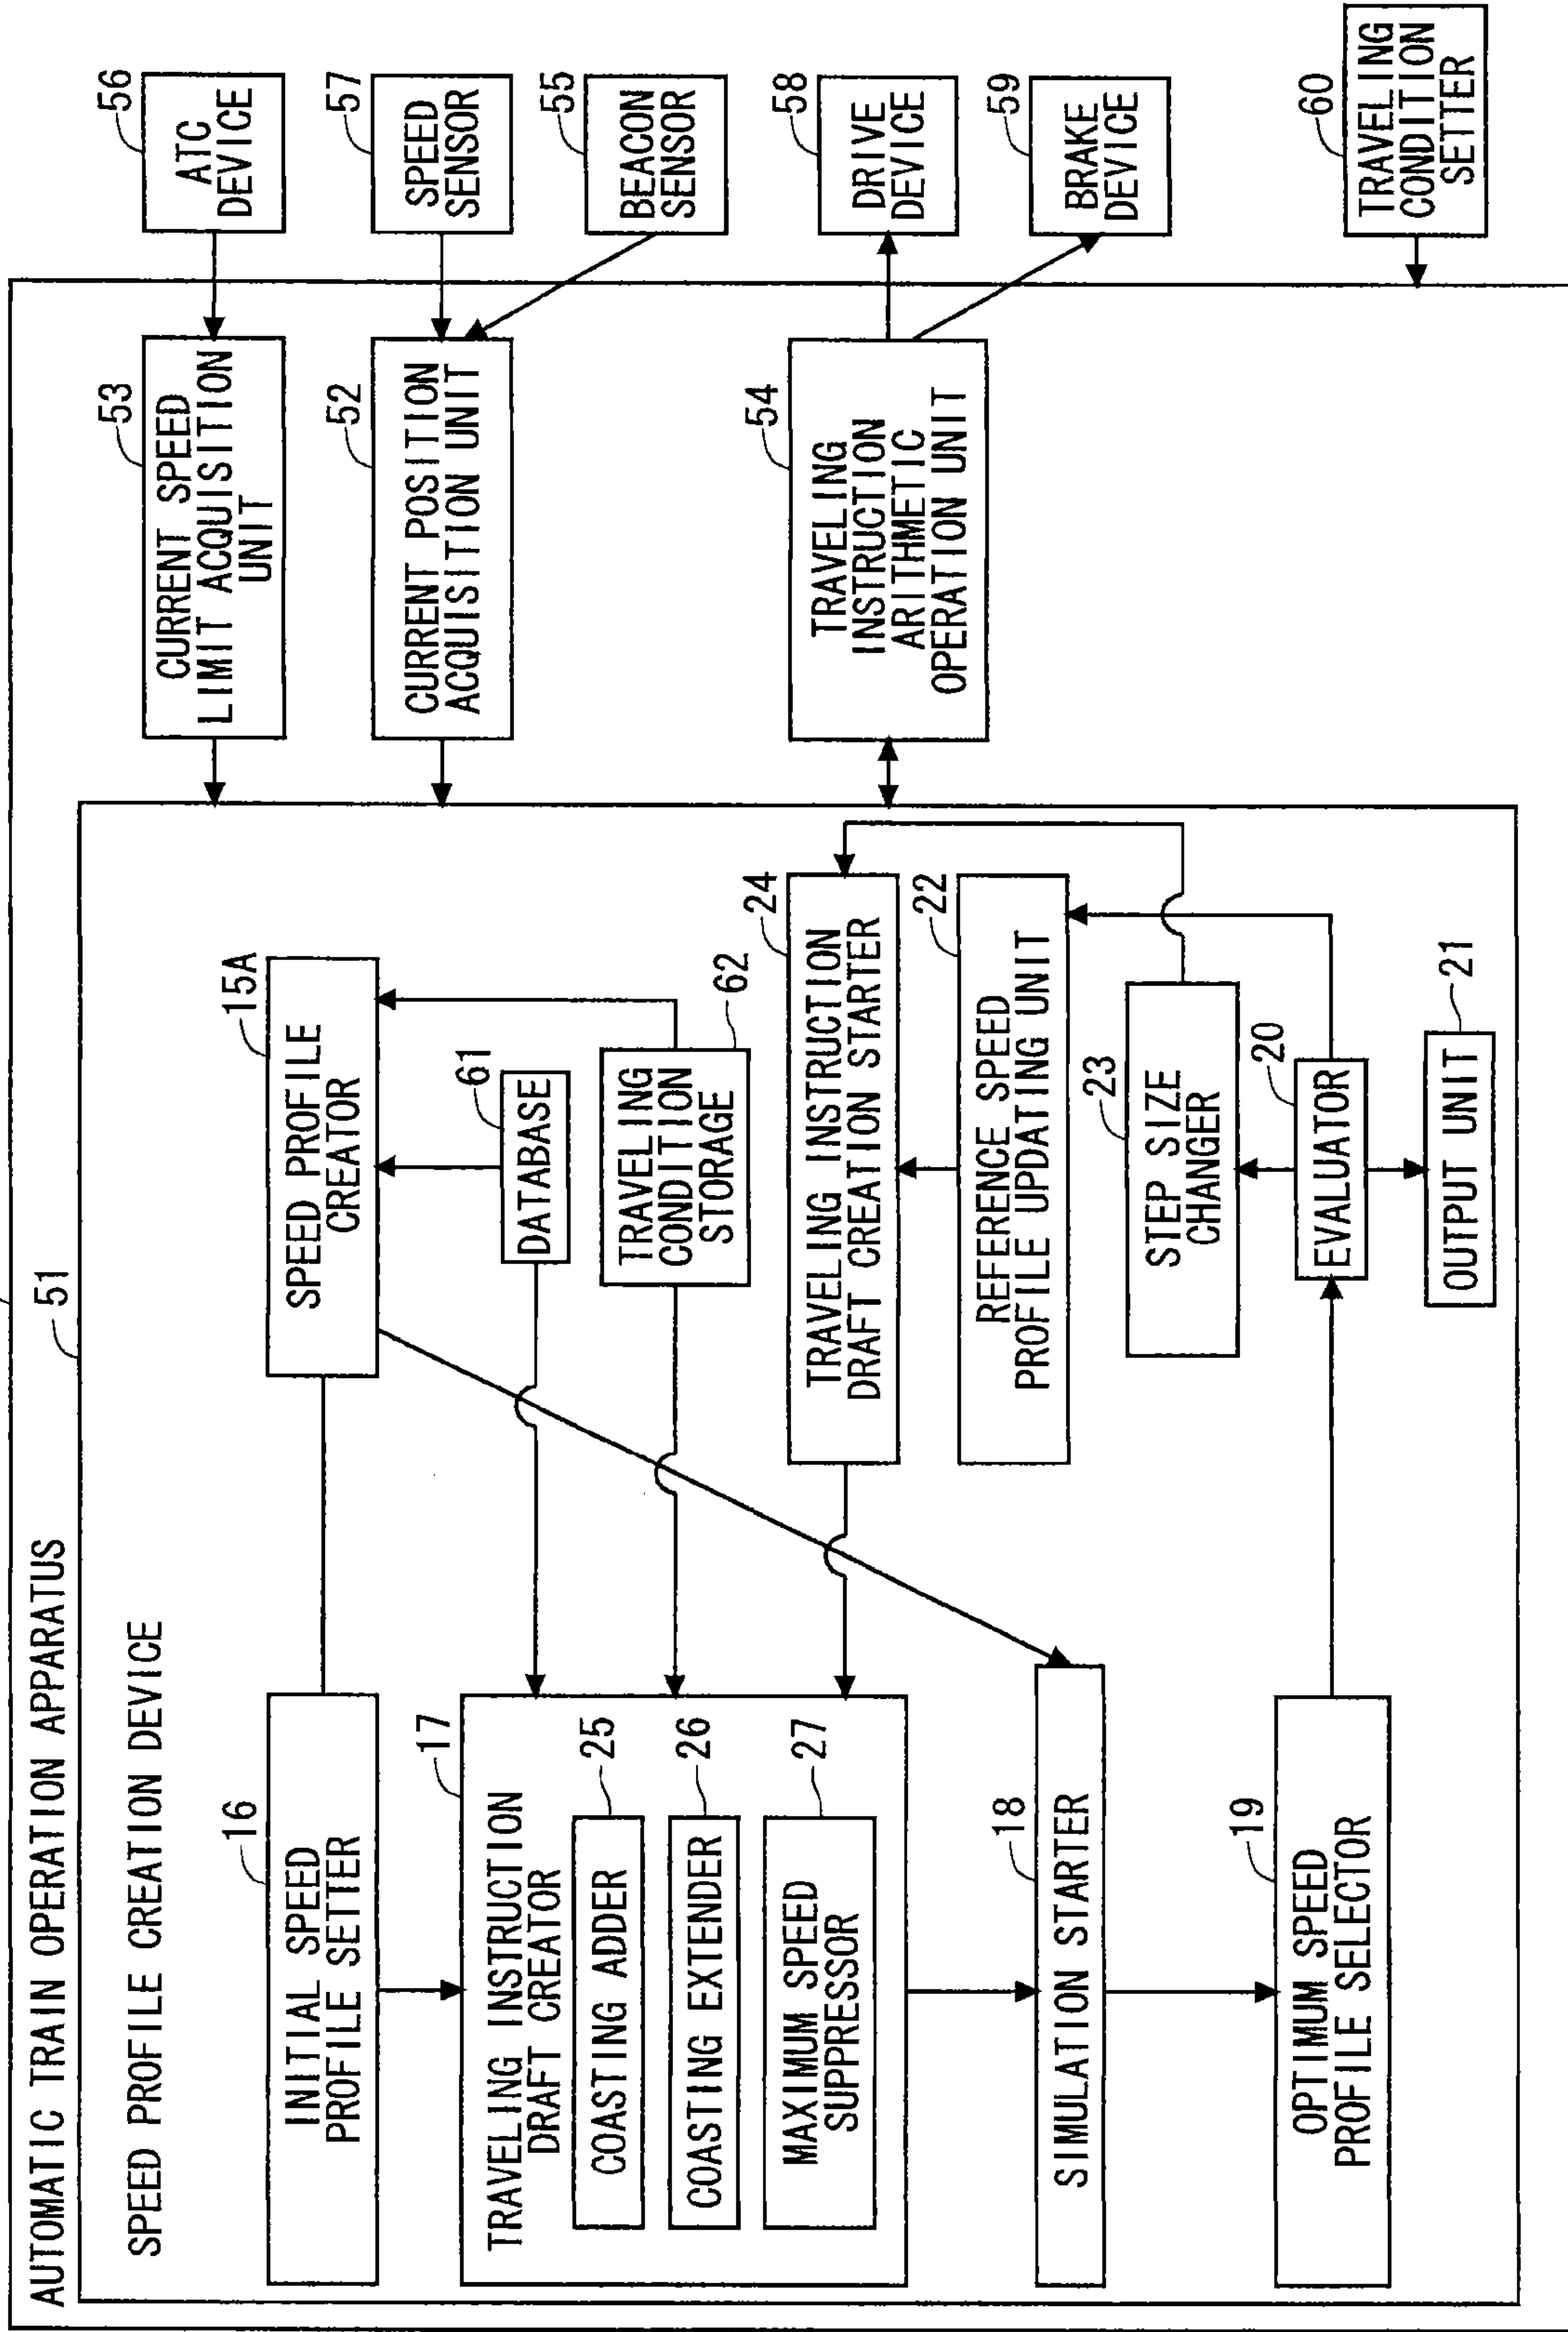 AUTOMATIC TRAIN OPERATION APPARATUS
51
SPEED PROFILE CREATION DEVICE
16
INITIAL SPEED
PROFILE SETTER
15A
SPEED PROFILE
CREATOR
61
DATABASE
62
TRAVELING
CONDITION
STORAGE
17
TRAVELING INSTRUCTION
DRAFT CREATOR
25
COASTING ADDER
26
COASTING EXTENDER
27
MAXIMUM SPEED
SUPPRESSOR
24
TRAVELING INSTRUCTION
DRAFT CREATION STARTER
22
REFERENCE SPEED
PROFILE UPDATING UNIT
18
SIMULATION STARTER
23
STEP SIZE
CHANGER
19
OPTIMUM SPEED
PROFILE SELECTOR
20
EVALUATOR
21
OUTPUT UNIT
53
CURRENT SPEED
LIMIT ACQUISITION
UNIT
52
CURRENT POSITION
ACQUISITION UNIT
54
TRAVELING
INSTRUCTION
ARITHMETIC
OPERATION UNIT
56
ATC
DEVICE
57
SPEED
SENSOR
55
BEACON
SENSOR
58
DRIVE
DEVICE
59
BRAKE
DEVICE
60
TRAVELING
CONDITION
SETTER